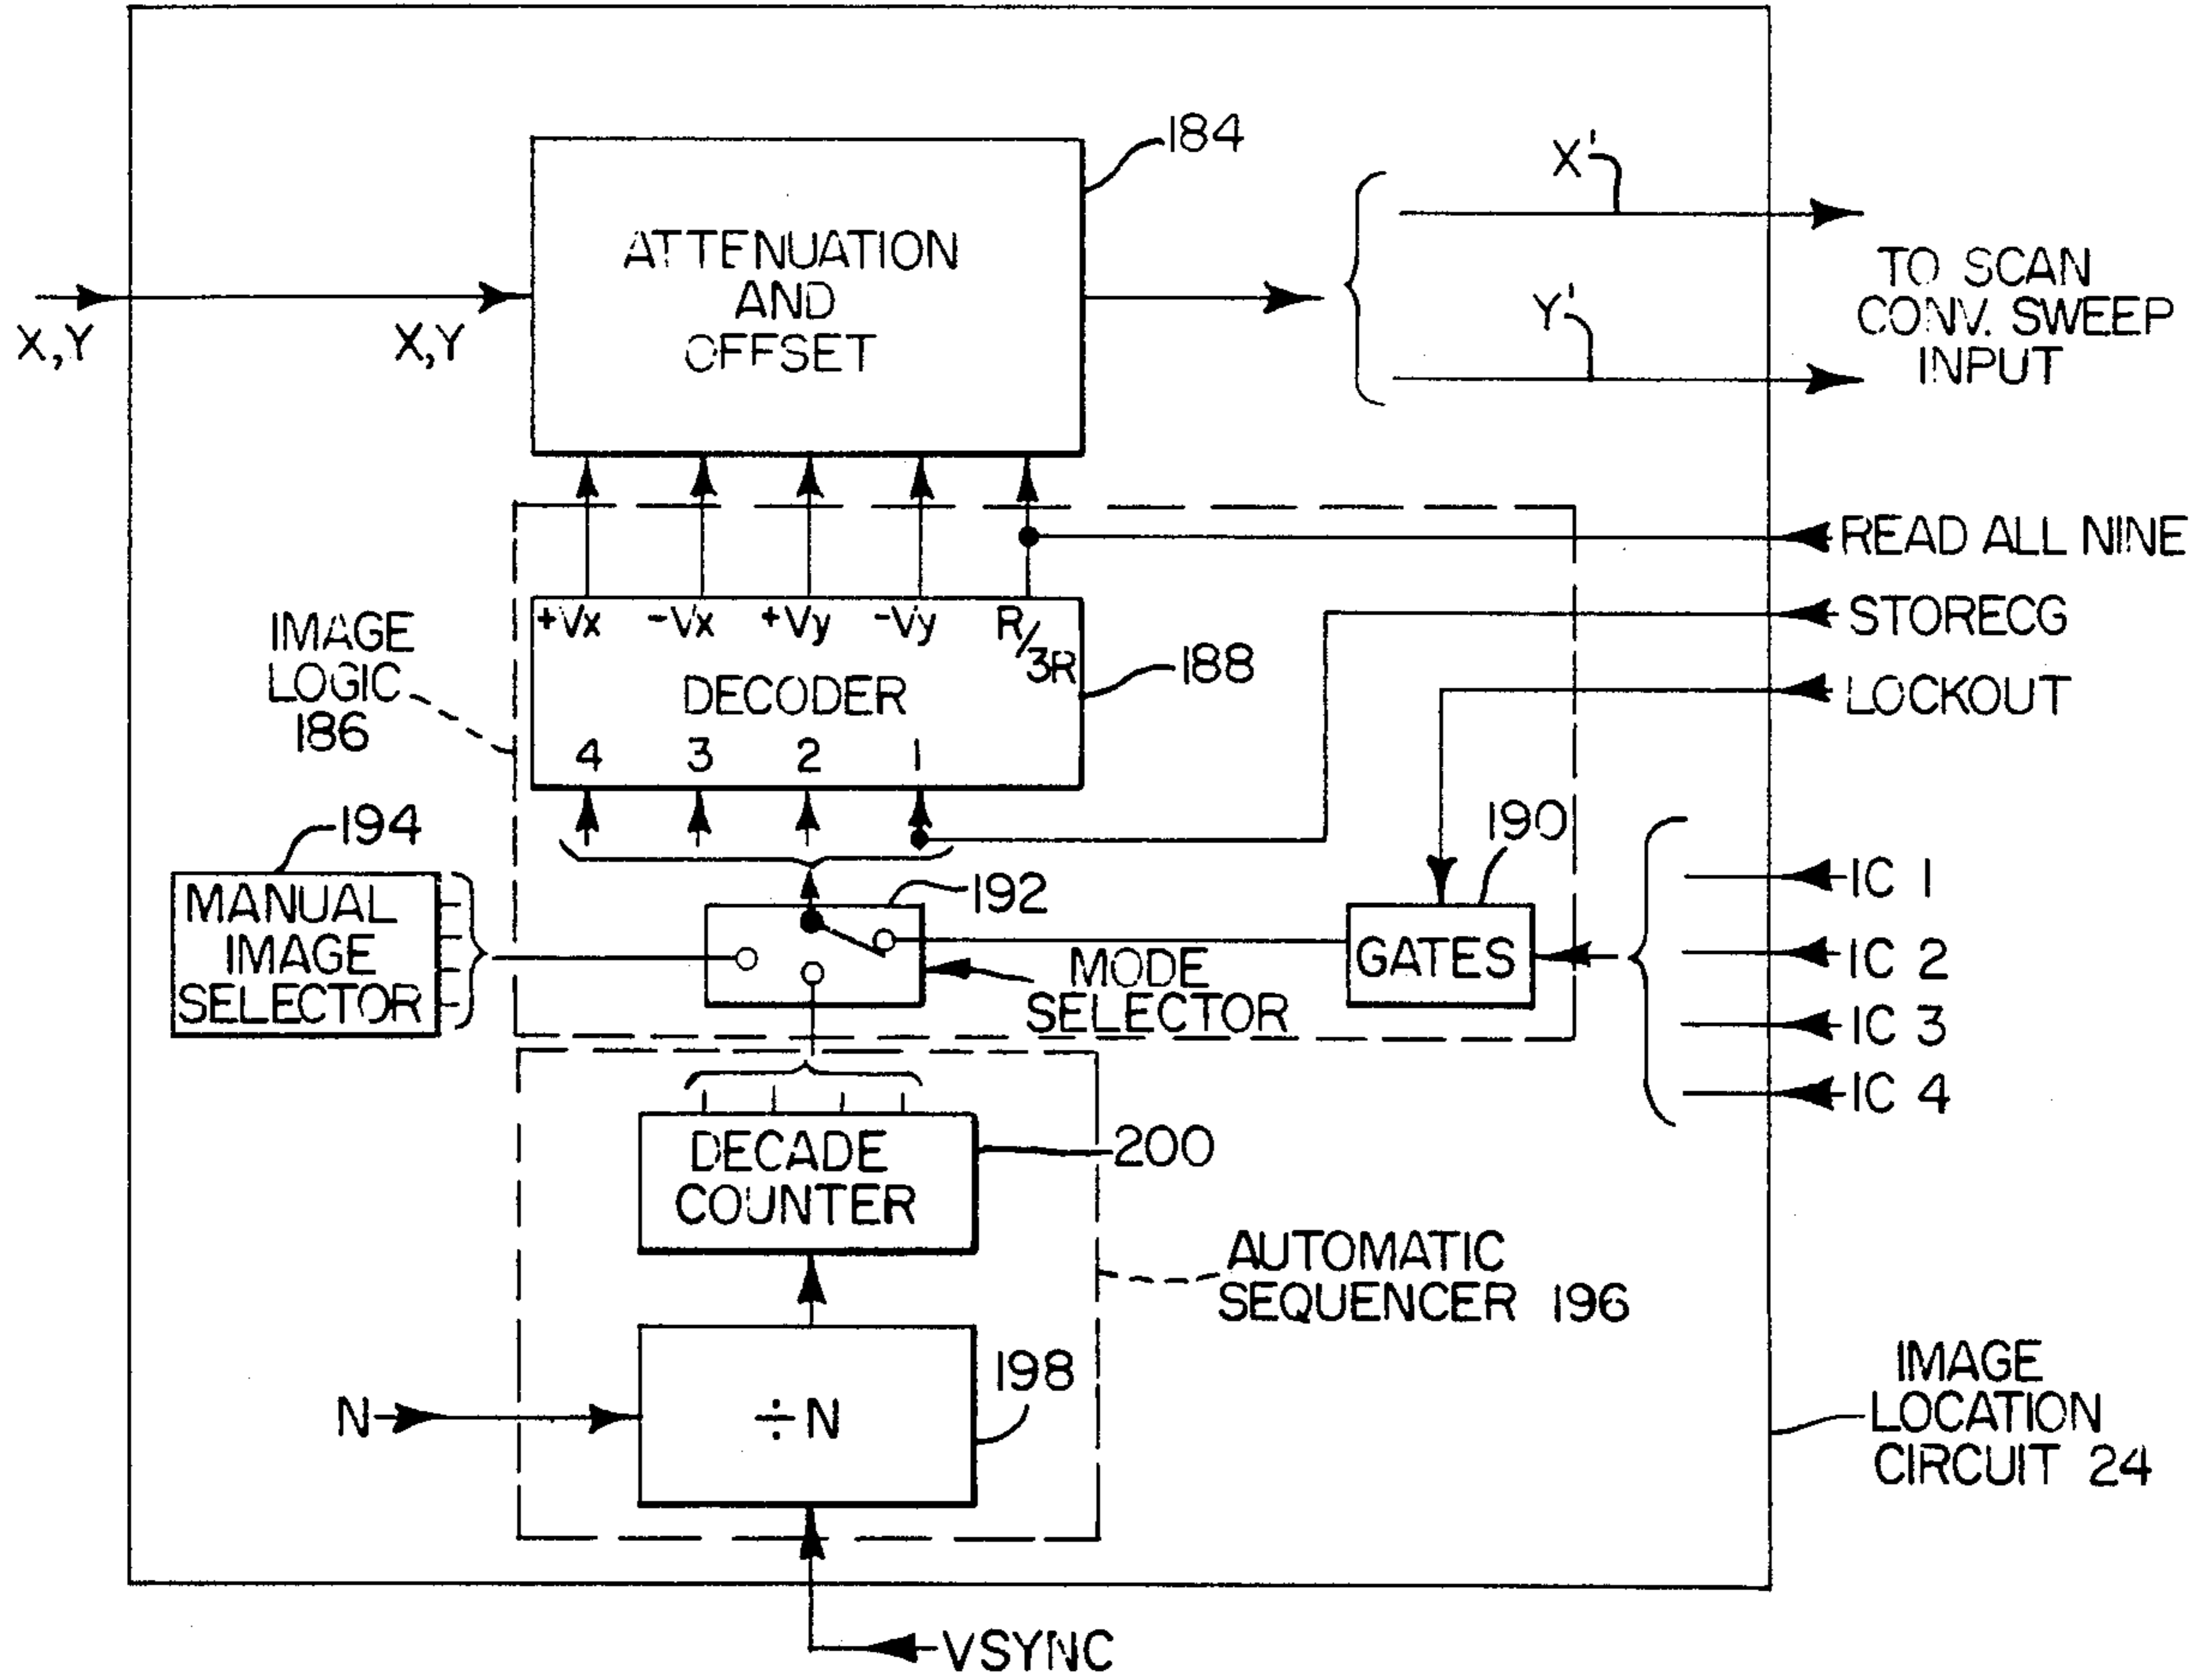 184
X'
ATTENUATION
AND
OFFSET
X,Y
X,Y
Y'
TO SCAN
CONV. SWEEP
INPUT
READ ALL NINE
STORECG
LOCKOUT
+Vx -Vx +Vy -Vy R/3R
DECODER
4 3 2 1
188
IMAGE
LOGIC
186
194
190
MANUAL
IMAGE
SELECTOR
192
MODE
SELECTOR
GATES
IC 1
IC 2
IC 3
IC 4
DECADE
COUNTER
200
AUTOMATIC
SEQUENCER 196
N
÷N
198
IMAGE
LOCATION
CIRCUIT 24
VSYNC